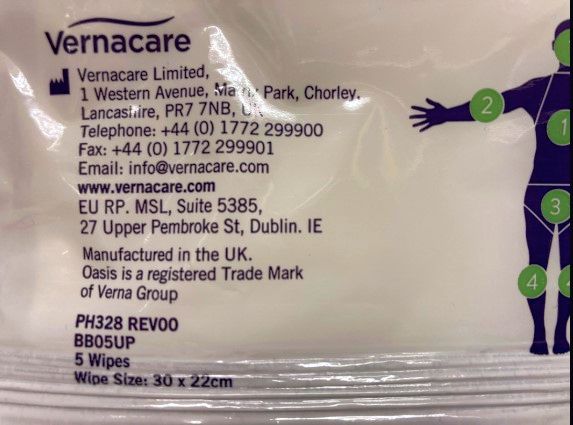 Vernacare
Vernacare Limited,
1 Western Avenue, Park, Chorley.
Lancashire, PR7 7NB, UK
Telephone: +44 (0) 1772 299900
Fax: +44 (0) 1772 299901
Email: info@vernacare.com
www.vernacare.com
EU RP. MSL, Suite 5385,
27 Upper Pembroke St, Dublin. IE
Manufactured in the UK.
Oasis is a registered Trade Mark
of Verna Group
PH328 REV00
BB05UP
5 Wipes
Wipe Size: 30 x 22cm
2
1
3
4
4